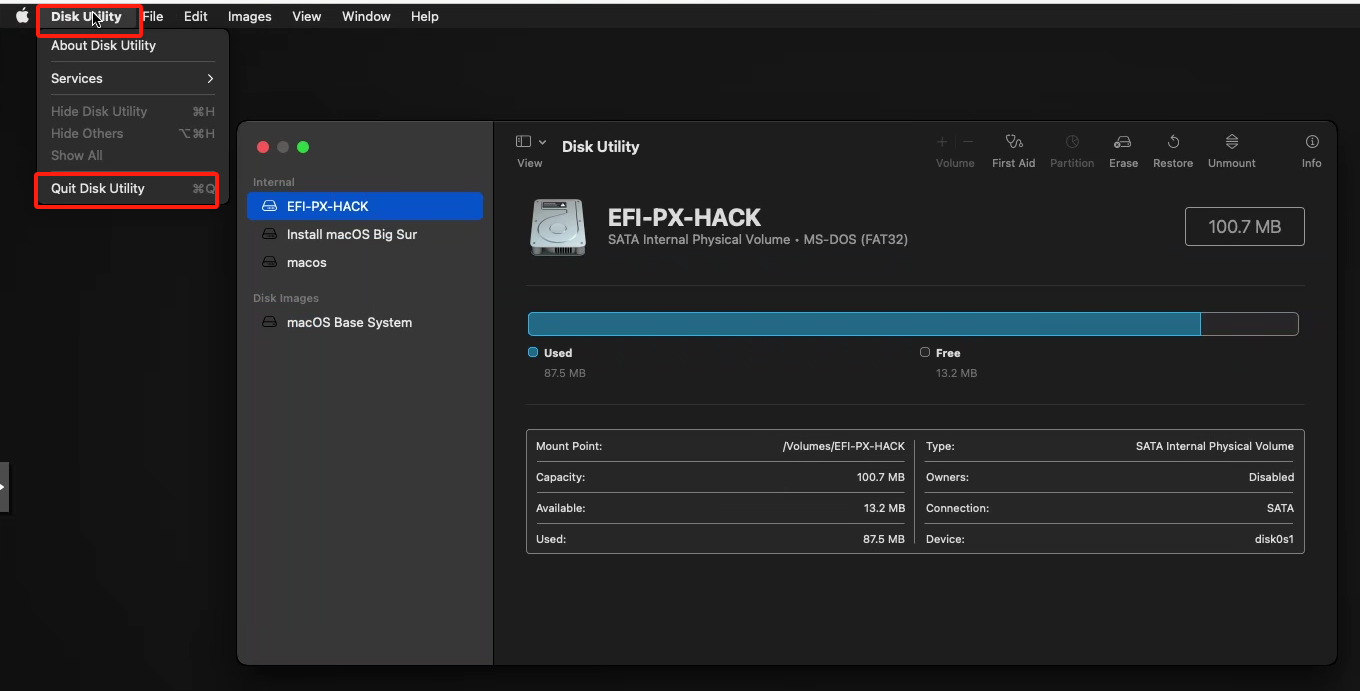 Disk Utility File Edit Images View Window Help
About Disk Utility
Services
Hide Disk Utility ⌘H
Hide Others ⌥⌘H
Show All
Quit Disk Utility ⌘Q
Internal
EFI-PX-HACK
Install macOS Big Sur
macos
Disk Images
macOS Base System
View
Disk Utility
Volume First Aid Partition Erase Restore Unmount Info
EFI-PX-HACK
SATA Internal Physical Volume • MS-DOS (FAT32)
100.7 MB
Used
87.5 MB
Free
13.2 MB
Mount Point: /Volumes/EFI-PX-HACK
Capacity: 100.7 MB
Available: 13.2 MB
Used: 87.5 MB
Type: SATA Internal Physical Volume
Owners: Disabled
Connection: SATA
Device: disk0s1